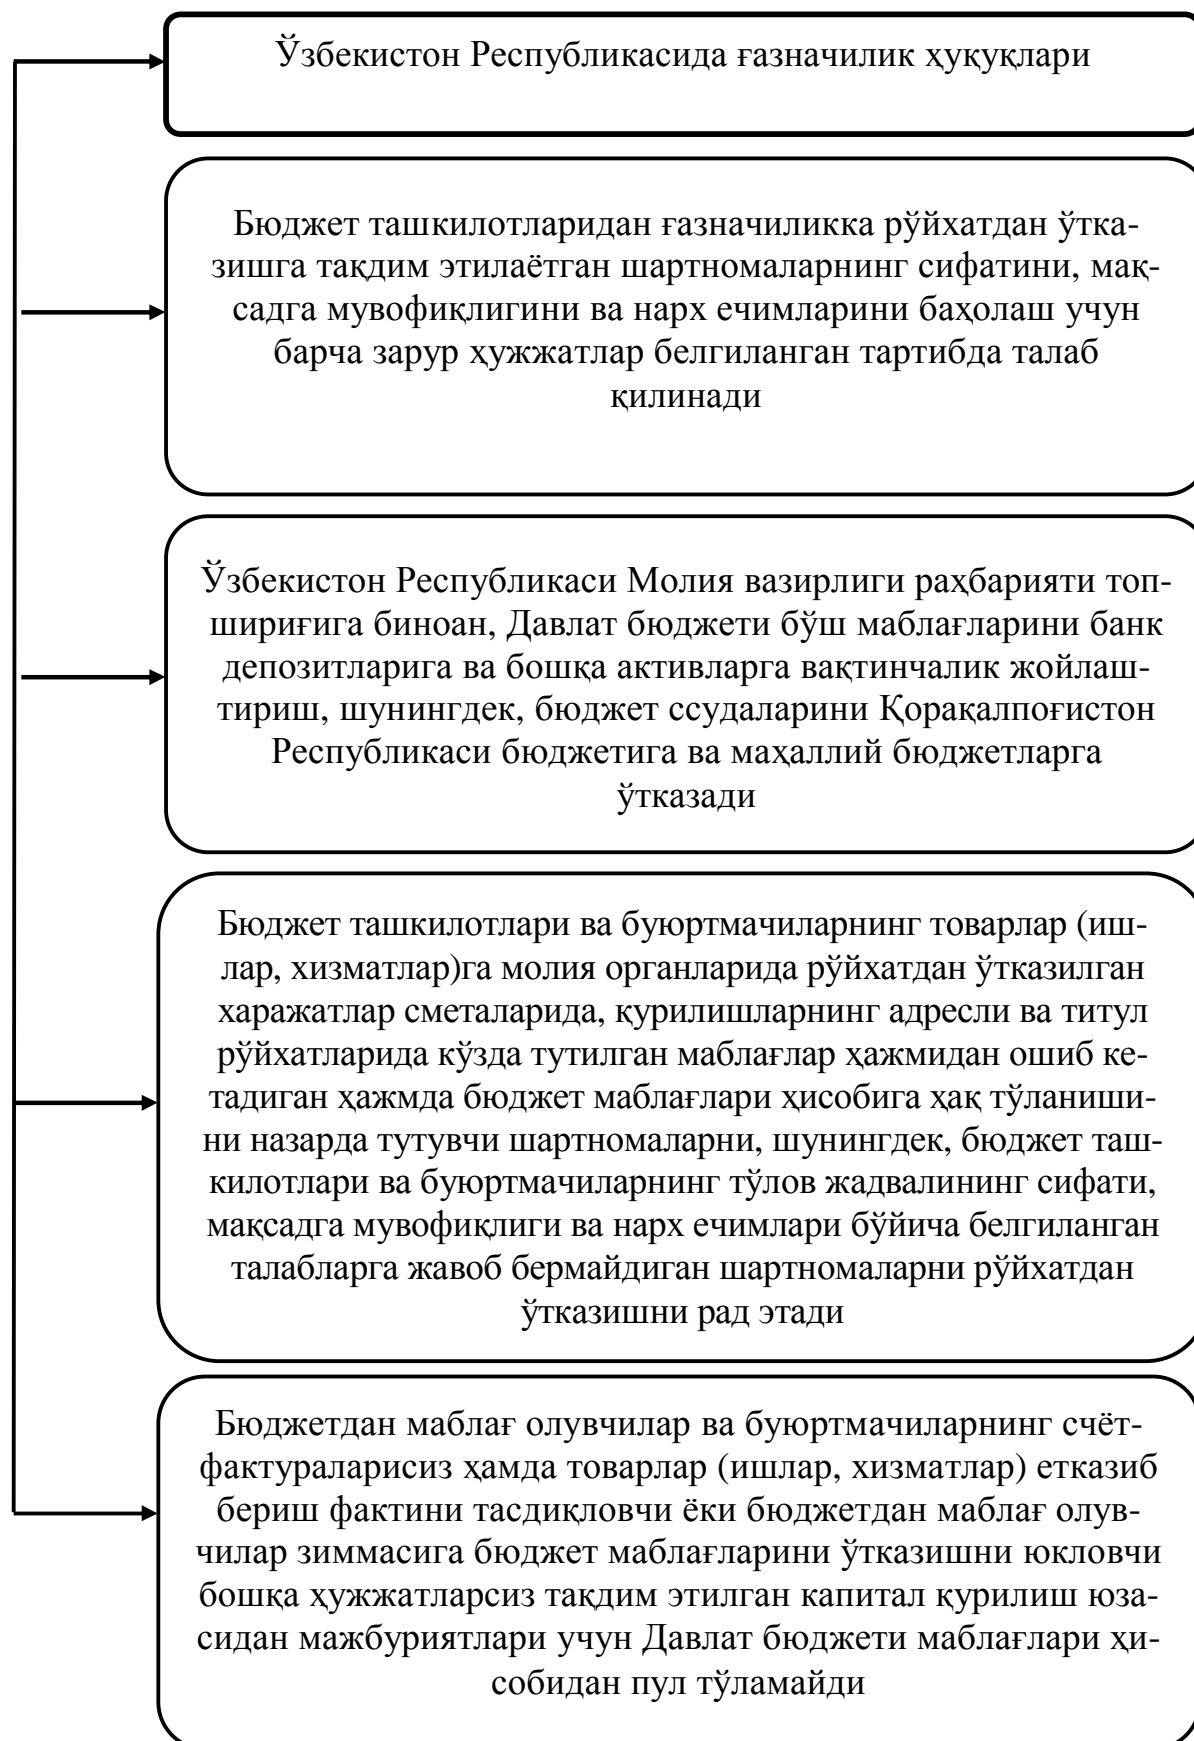 Ўзбекистон Республикасида ғазначилик ҳуқуқлари
Бюджет ташкилотларидан ғазначиликка рўйхатдан ўтка-
зишга тақдим этилаётган шартномаларнинг сифатини, мақ-
садга мувофиқлигини ва нарх ечимларини баҳолаш учун
барча зарур ҳужжатлар белгиланган тартибда талаб
қилинади
Ўзбекистон Республикаси Молия вазирлиги раҳбарияти топ-
шириғига биноан, Давлат бюджети бўш маблағларини банк
депозитларига ва бошқа активларга вақтинчалик жойлаш-
тириш, шунингдек, бюджет ссудаларини Қорақалпоғистон
Республикаси бюджетига ва маҳаллий бюджетларга
ўтказади
Бюджет ташкилотлари ва буюртмачиларнинг товарлар (иш-
лар, хизматлар)га молия органларида рўйхатдан ўтказилган
харажатлар сметаларида, қурилишларнинг адресли ва титул
рўйхатларида кўзда тутилган маблағлар ҳажмидан ошиб ке-
тадиган ҳажмда бюджет маблағлари ҳисобига ҳақ тўланиши-
ни назарда тутувчи шартномаларни, шунингдек, бюджет таш-
килотлари ва буюртмачиларнинг тўлов жадвалининг сифати,
мақсадга мувофиқлиги ва нарх ечимлари бўйича белгиланган
талабларга жавоб бермайдиган шартномаларни рўйхатдан
ўтказишни рад этади
Бюджетдан маблағ олувчилар ва буюртмачиларнинг счёт-
фактураларисиз ҳамда товарлар (ишлар, хизматлар) етказиб
бериш фактини тасдиқловчи ёки бюджетдан маблағ олув-
чилар зиммасига бюджет маблағларини ўтказишни юкловчи
бошқа ҳужжатларсиз тақдим этилган капитал қурилиш юза-
сидан мажбуриятлари учун Давлат бюджети маблағлари ҳи-
собидан пул тўламайди